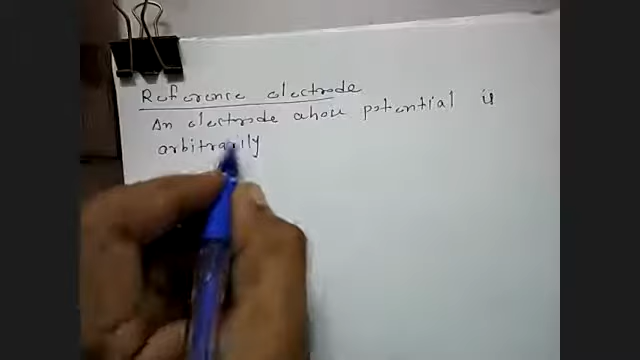 Reference electrode
An electrode whose potential is
arbitrarily